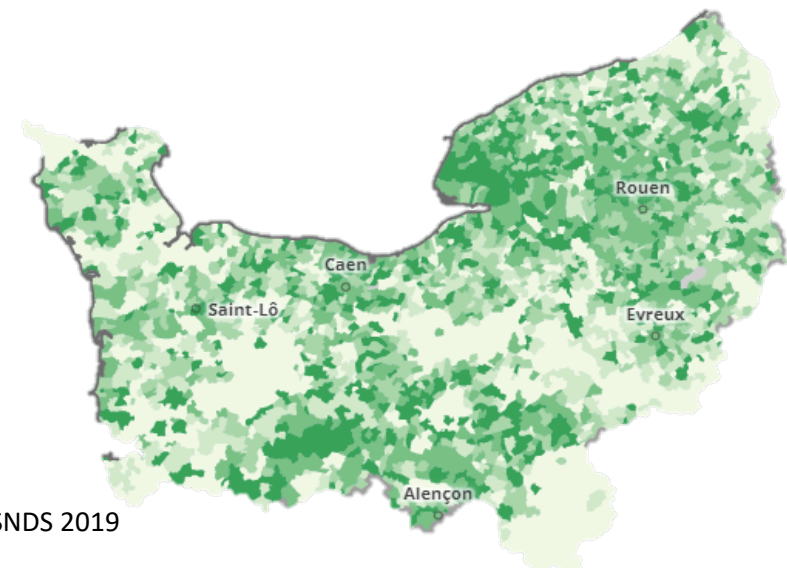 Rouen
Caen
Saint-Lô
Evreux
Alençon
SNDS 2019